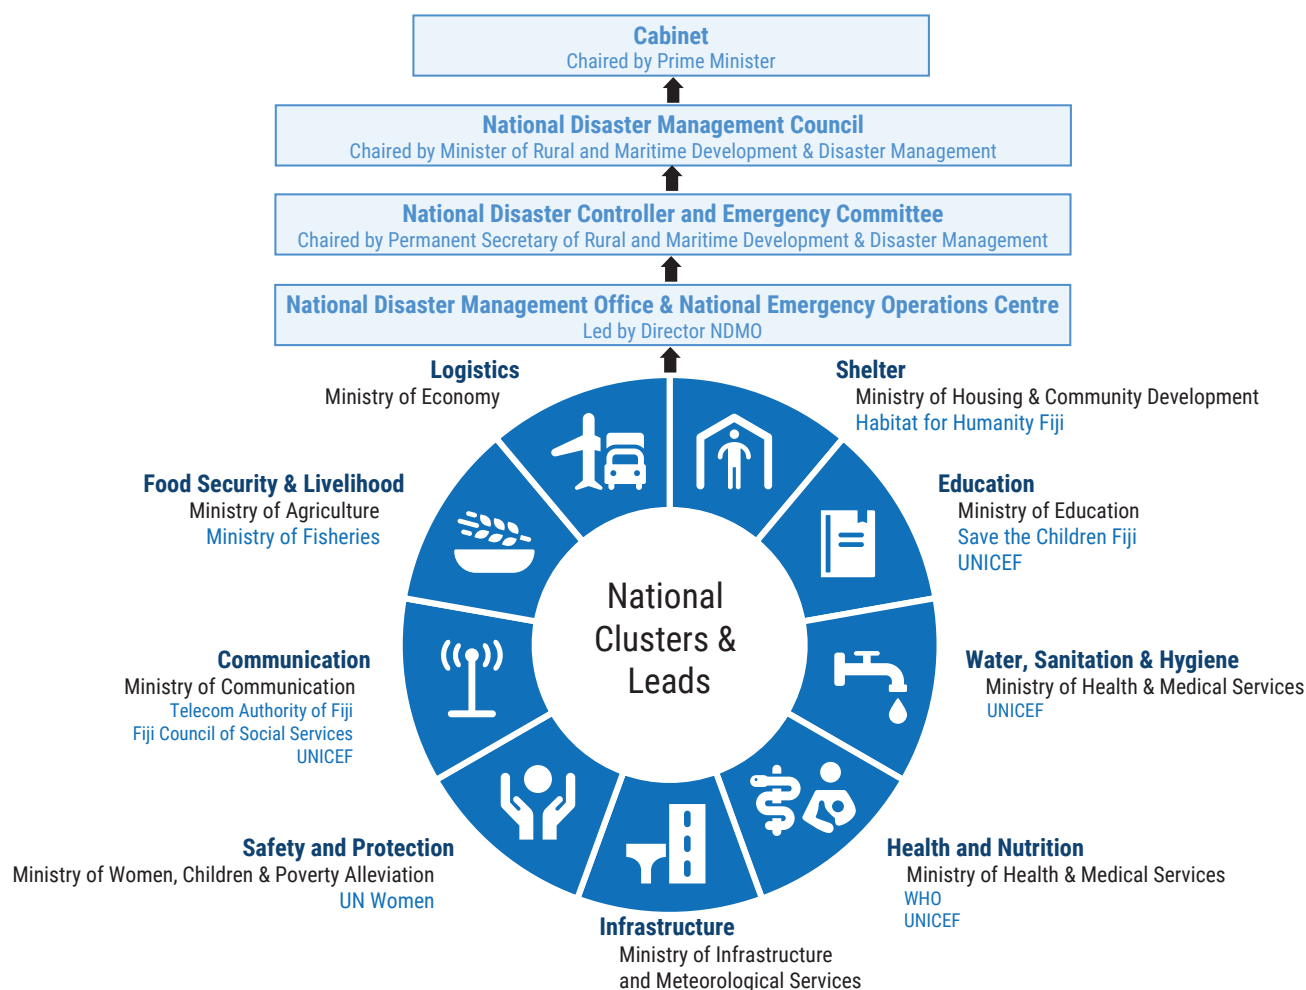 Cabinet
Chaired by Prime Minister
National Disaster Management Council
Chaired by Minister of Rural and Maritime Development & Disaster Management
National Disaster Controller and Emergency Committee
Chaired by Permanent Secretary of Rural and Maritime Development & Disaster Management
National Disaster Management Office & National Emergency Operations Centre
Led by Director NDMO
Logistics
Ministry of Economy
Shelter
Ministry of Housing & Community Development
Habitat for Humanity Fiji
Food Security & Livelihood
Ministry of Agriculture
Ministry of Fisheries
Education
Ministry of Education
Save the Children Fiji
UNICEF
National
Clusters &
Leads
Communication
Ministry of Communication
Telecom Authority of Fiji
Fiji Council of Social Services
UNICEF
Water, Sanitation & Hygiene
Ministry of Health & Medical Services
UNICEF
Safety and Protection
Ministry of Women, Children & Poverty Alleviation
UN Women
Health and Nutrition
Ministry of Health & Medical Services
WHO
UNICEF
Infrastructure
Ministry of Infrastructure
and Meteorological Services